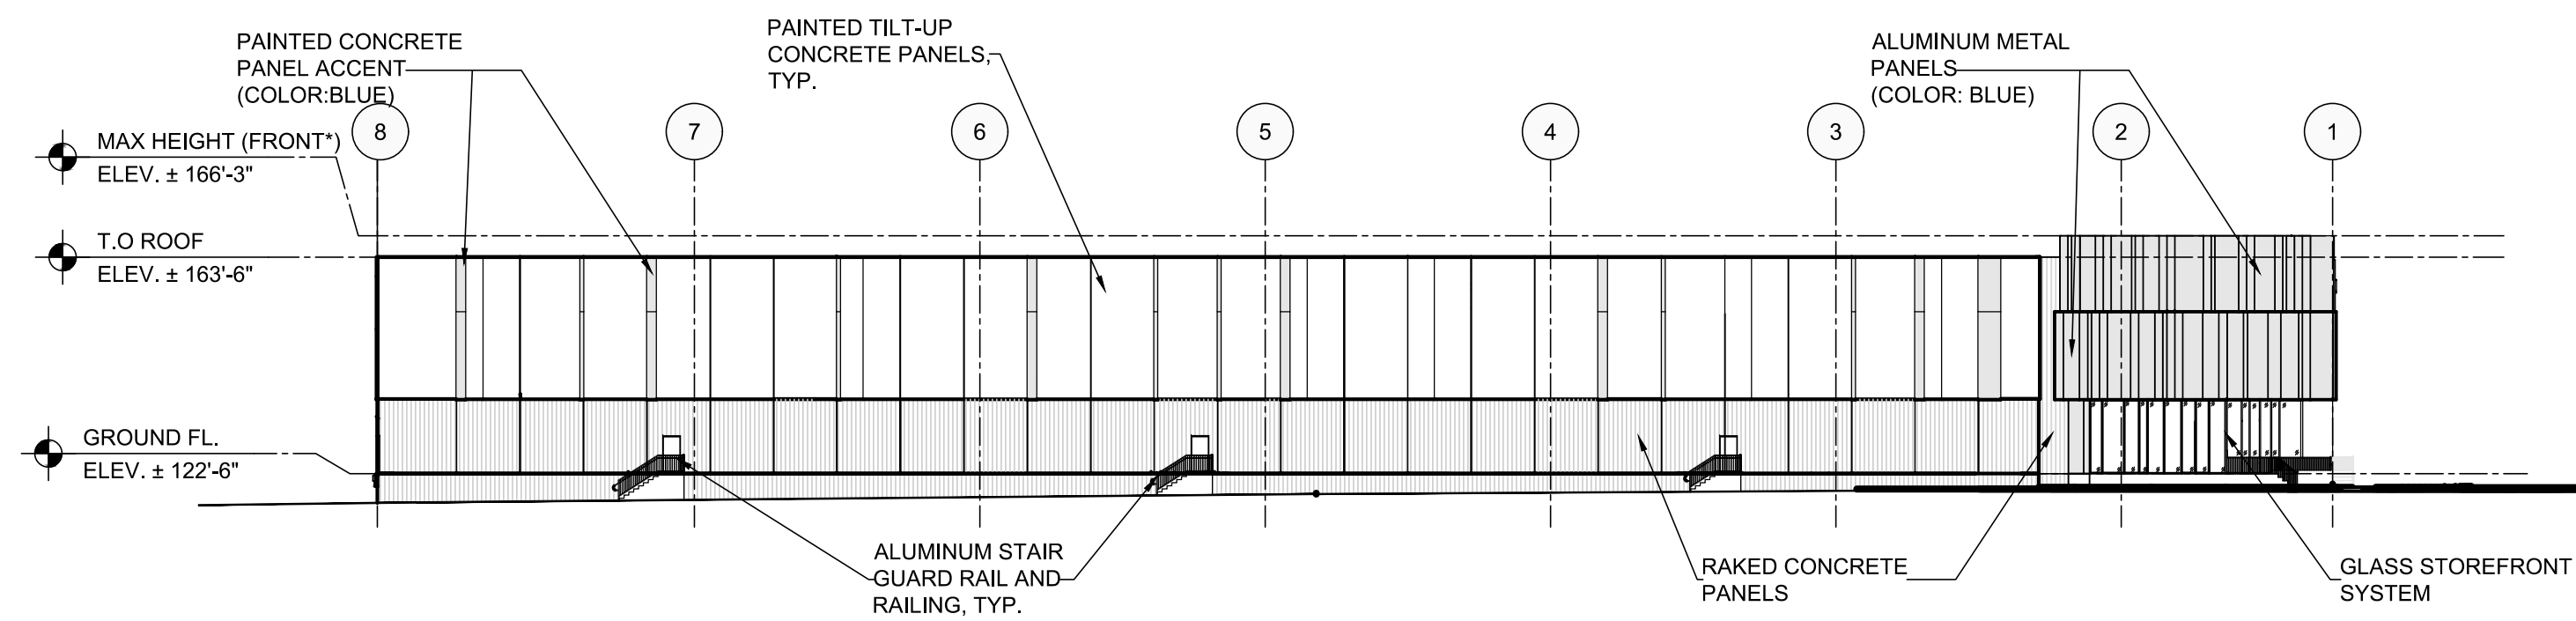 PAINTED CONCRETE
PANEL ACCENT
(COLOR:BLUE)
PAINTED TILT-UP
CONCRETE PANELS,
TYP.
ALUMINUM METAL
PANELS
(COLOR: BLUE)
8
7
6
5
4
3
2
1
MAX HEIGHT (FRONT*)
ELEV. ± 166'-3"
T.O ROOF
ELEV. ± 163'-6"
GROUND FL.
ELEV. ± 122'-6"
ALUMINUM STAIR
GUARD RAIL AND
RAILING, TYP.
RAKED CONCRETE
PANELS
GLASS STOREFRONT
SYSTEM